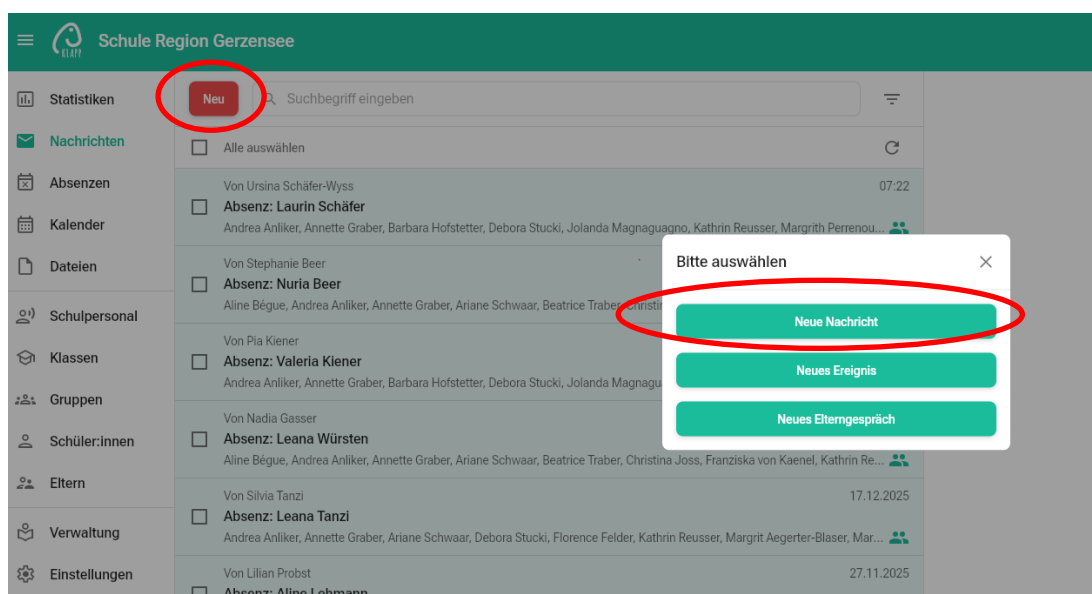 KLAPP
Schule Region Gerzensee
Statistiken
Nachrichten
Absenzen
Kalender
Dateien
Schulpersonal
Klassen
Gruppen
Schüler:innen
Eltern
Verwaltung
Einstellungen
Neu
Suchbegriff eingeben
Alle auswählen
Von Ursina Schäfer-Wyss 07:22
Absenz: Laurin Schäfer
Andrea Anliker, Annette Graber, Barbara Hofstetter, Debora Stucki, Jolanda Magnaguagno, Kathrin Reusser, Margrith Perrenou...
Von Stephanie Beer
Absenz: Nuria Beer
Aline Bégue, Andrea Anliker, Annette Graber, Ariane Schwaar, Beatrice Traber, Christi
Von Pia Kiener
Absenz: Valeria Kiener
Andrea Anliker, Annette Graber, Barbara Hofstetter, Debora Stucki, Jolanda Magnagu
Von Nadia Gasser
Absenz: Leana Würsten
Aline Bégue, Andrea Anliker, Annette Graber, Ariane Schwaar, Beatrice Traber, Christina Joss, Franziska von Kaenel, Kathrin Re...
Von Silvia Tanzi 17.12.2025
Absenz: Leana Tanzi
Andrea Anliker, Annette Graber, Ariane Schwaar, Debora Stucki, Florence Felder, Kathrin Reusser, Margrit Aegerter-Blaser, Mar...
Von Lilian Probst 27.11.2025
Absenz: Aline Lehmann
Bitte auswählen
Neue Nachricht
Neues Ereignis
Neues Elterngespräch